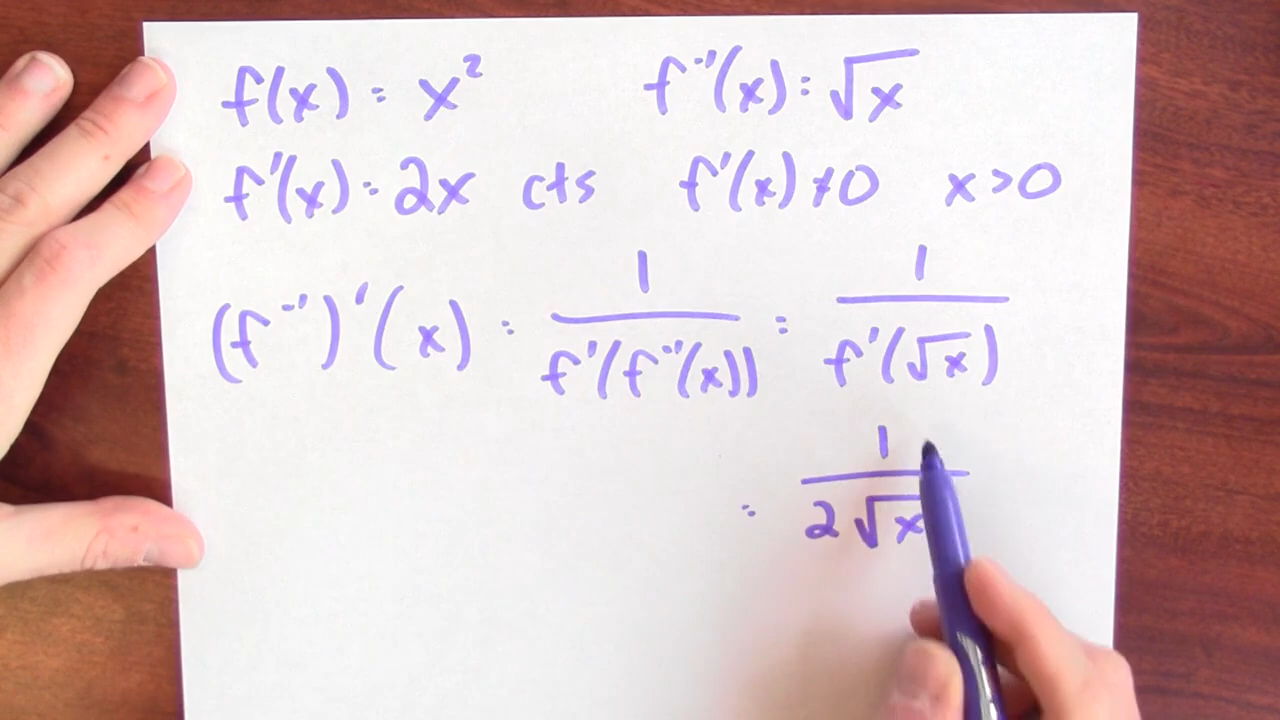 f(x) = x² f⁻¹(x) = √x
f'(x) = 2x cts f'(x) ≠ 0 x > 0
(f⁻¹)'(x) = 1/f'(f⁻¹(x)) = 1/f'(√x)
= 1/2√x